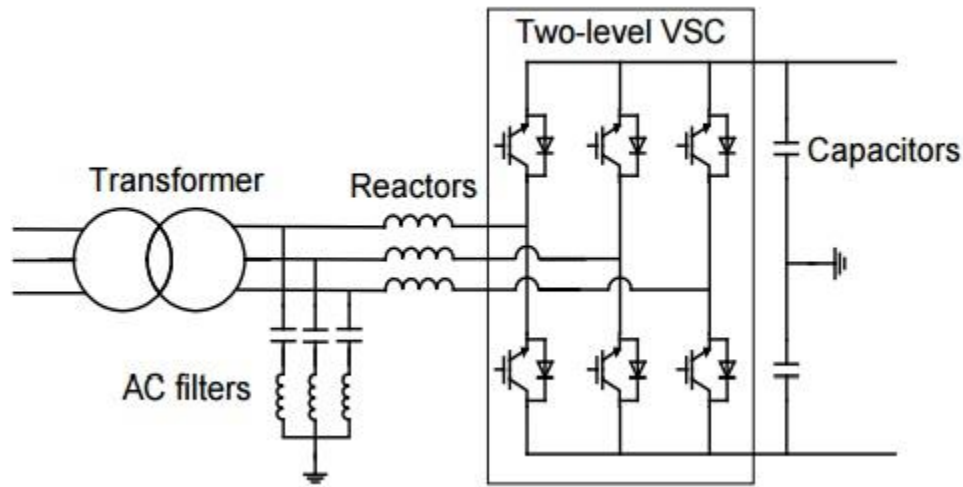 Two-level VSC
Capacitors
Transformer
Reactors
AC filters